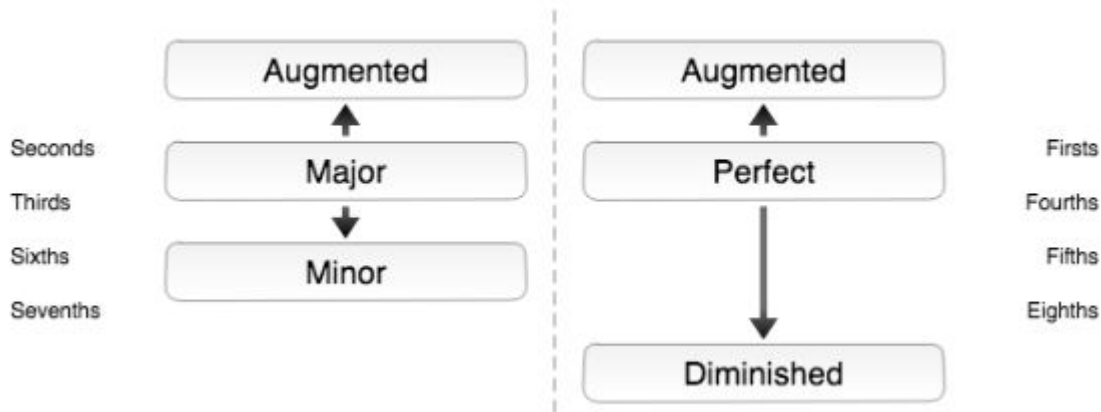 Augmented
Augmented
Seconds
Major
Perfect
Firsts
Thirds
Fourths
Sixths
Minor
Fifths
Sevenths
Eighths
Diminished